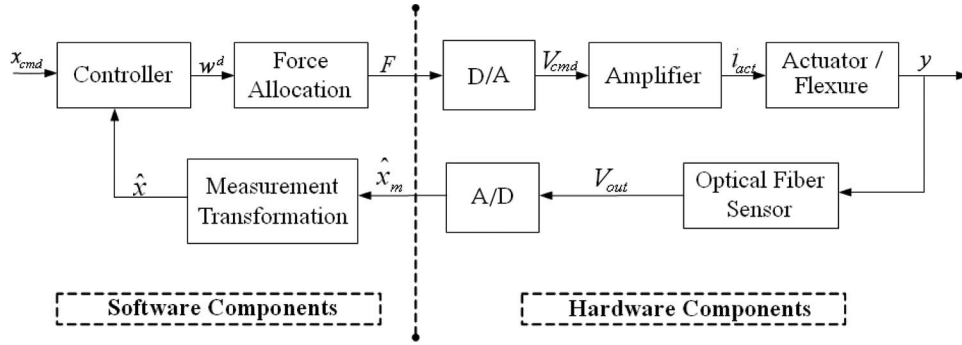 x_cmd
Controller
w^d
Force
Allocation
F
D/A
V_cmd
Amplifier
i_act
Actuator /
Flexure
y
x̂
Measurement
Transformation
x̂_m
A/D
V_out
Optical Fiber
Sensor
Software Components
Hardware Components